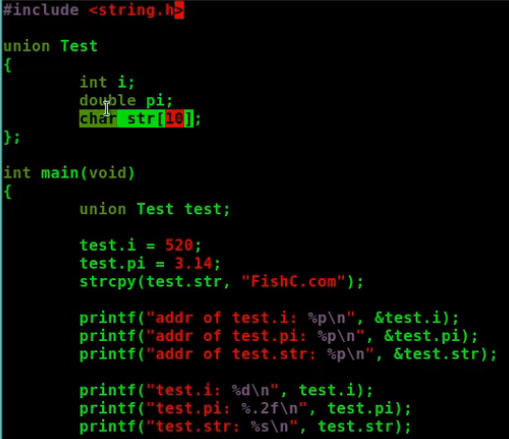 #include <string.h>
union Test
{
int i;
double pi;
char str[10];
};
int main(void)
{
union Test test;
test.i = 520;
test.pi = 3.14;
strcpy(test.str, "FishC.com");
printf("addr of test.i: %p\n", &test.i);
printf("addr of test.pi: %p\n", &test.pi);
printf("addr of test.str: %p\n", &test.str);
printf("test.i: %d\n", test.i);
printf("test.pi: %.2f\n", test.pi);
printf("test.str: %s\n", test.str);